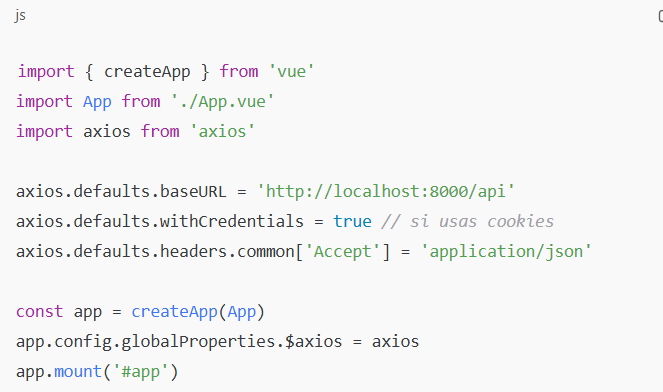 js
import { createApp } from 'vue'
import App from './App.vue'
import axios from 'axios'
axios.defaults.baseURL = 'http://localhost:8000/api'
axios.defaults.withCredentials = true // si usas cookies
axios.defaults.headers.common['Accept'] = 'application/json'
const app = createApp(App)
app.config.globalProperties.$axios = axios
app.mount('#app')